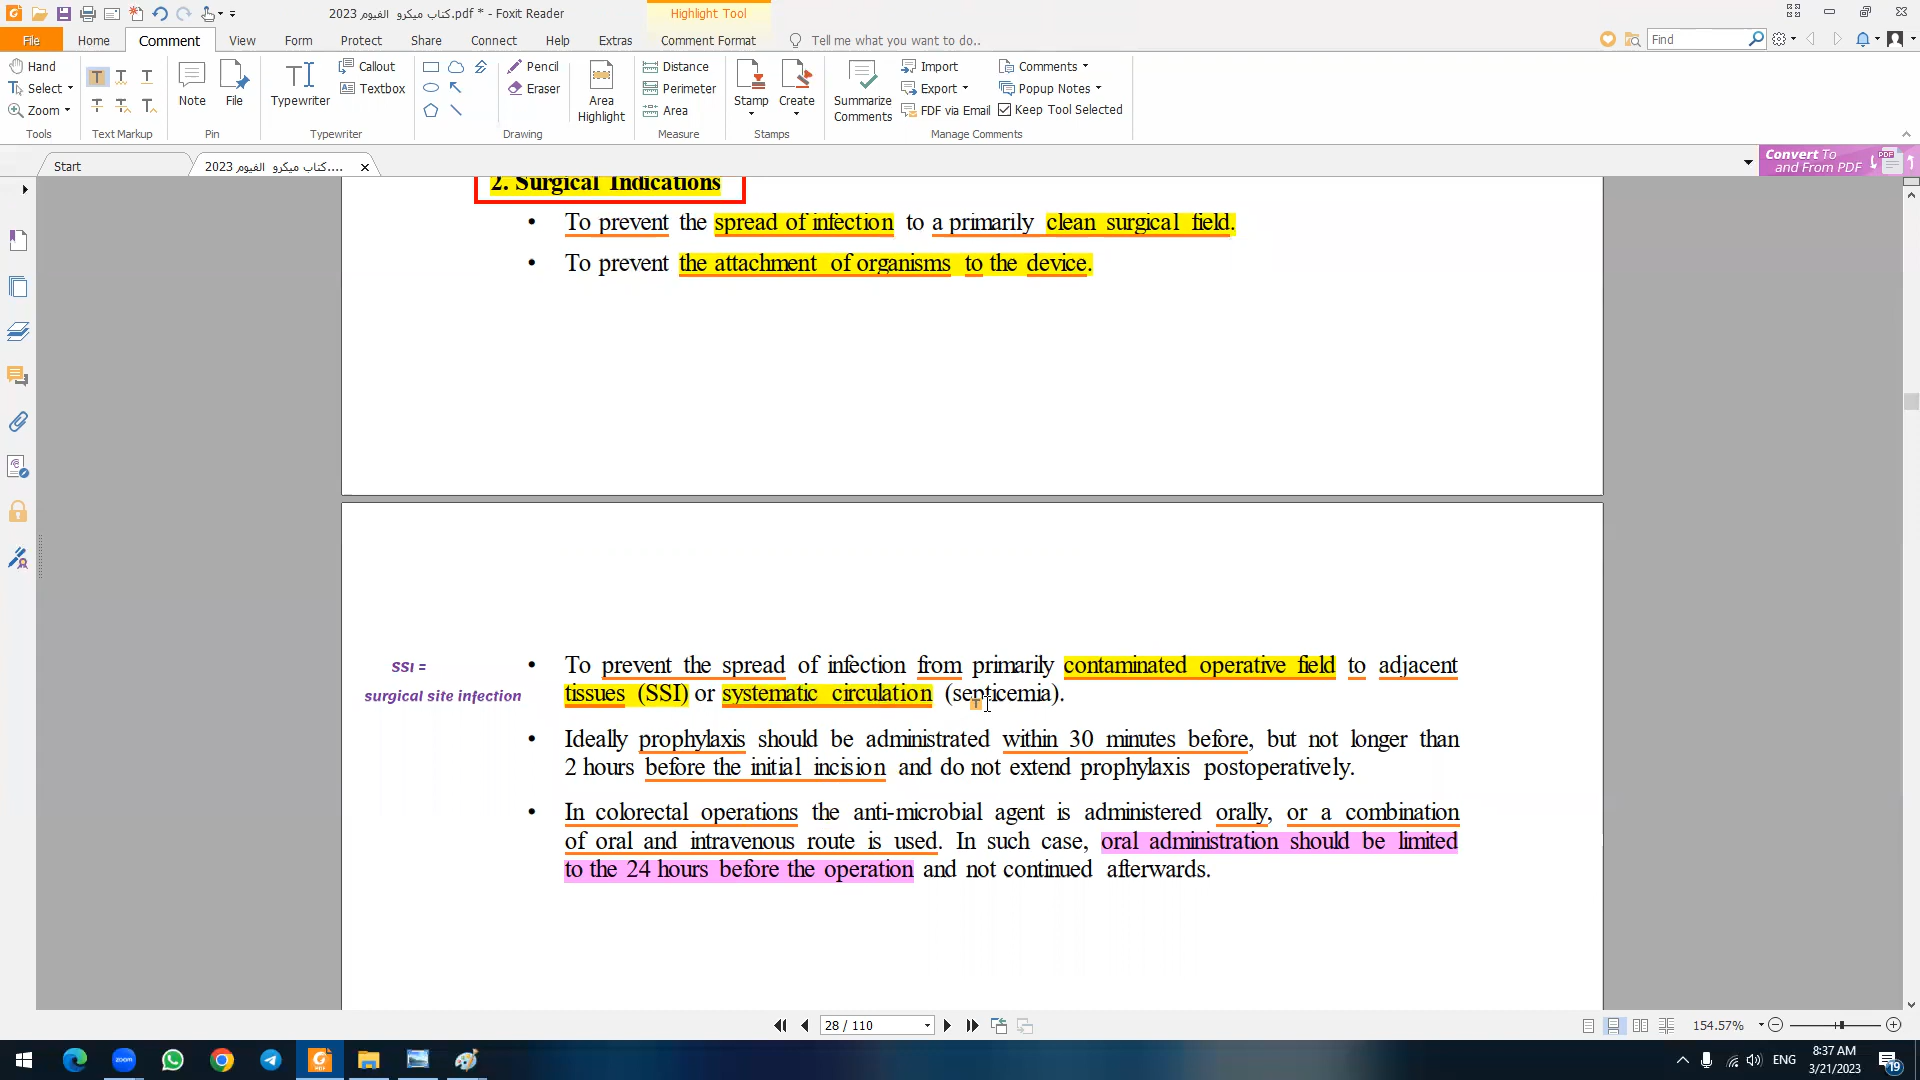 كتاب ميكرو الفيوم 2023.pdf * - Foxit Reader
Highlight Tool
File Home Comment View Form Protect Share Connect Help Extras Comment Format Tell me what you want to do.. Find
Hand
Select
Zoom
Tools
Text Markup
Note File
Pin
Typewriter
Callout
Textbox
Typewriter
Pencil
Eraser
Area Highlight
Drawing
Distance
Perimeter
Area
Measure
Stamp Create
Stamps
Summarize Comments
Import
Export
FDF via Email
Comments
Popup Notes
Keep Tool Selected
Manage Comments
Start
كتاب ميكرو الفيوم 2023....
Convert To
and From PDF
PDF
2. Surgical Indications
• To prevent the spread of infection to a primarily clean surgical field.
• To prevent the attachment of organisms to the device.
SSI =
surgical site infection
• To prevent the spread of infection from primarily contaminated operative field to adjacent
tissues (SSI) or systematic circulation (septicemia).
• Ideally prophylaxis should be administrated within 30 minutes before, but not longer than
2 hours before the initial incision and do not extend prophylaxis postoperatively.
• In colorectal operations the anti-microbial agent is administered orally, or a combination
of oral and intravenous route is used. In such case, oral administration should be limited
to the 24 hours before the operation and not continued afterwards.
28 / 110
154.57%
zoom
PDF
ENG
8:37 AM
3/21/2023
19